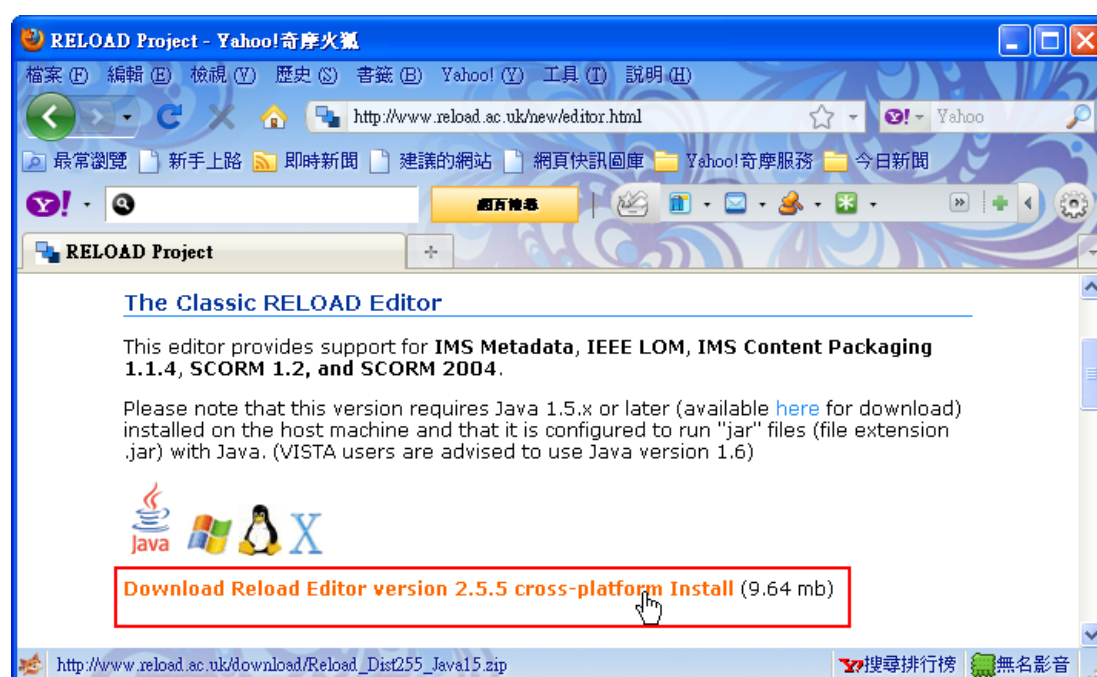 RELOAD Project - Yahoo!奇摩火狐
檔案(F) 編輯(E) 檢視(V) 歷史(S) 書籤(B) Yahoo!(Y) 工具(T) 說明(H)
http://www.reload.ac.uk/new/editor.html Yahoo
最常瀏覽 新手上路 即時新聞 建議的網站 網頁快訊圖庫 Yahoo!奇摩服務 今日新聞
Y! 網頁搜尋
RELOAD Project
The Classic RELOAD Editor
This editor provides support for IMS Metadata, IEEE LOM, IMS Content Packaging
1.1.4, SCORM 1.2, and SCORM 2004.
Please note that this version requires Java 1.5.x or later (available here for download)
installed on the host machine and that it is configured to run "jar" files (file extension
.jar) with Java. (VISTA users are advised to use Java version 1.6)
Java X
Download Reload Editor version 2.5.5 cross-platform Install (9.64 mb)
http://www.reload.ac.uk/download/Reload_Dist255_Java15.zip 搜尋排行榜 無名影音